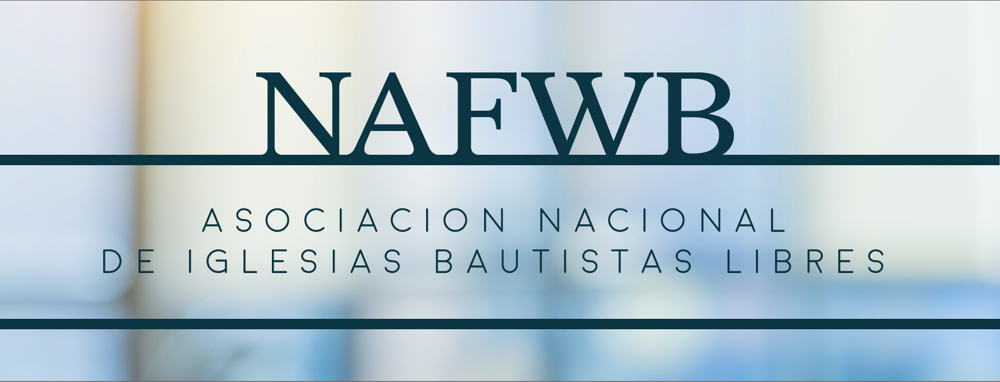 NAFWB
ASOCIACION NACIONAL
DE IGLESIAS BAUTISTAS LIBRES